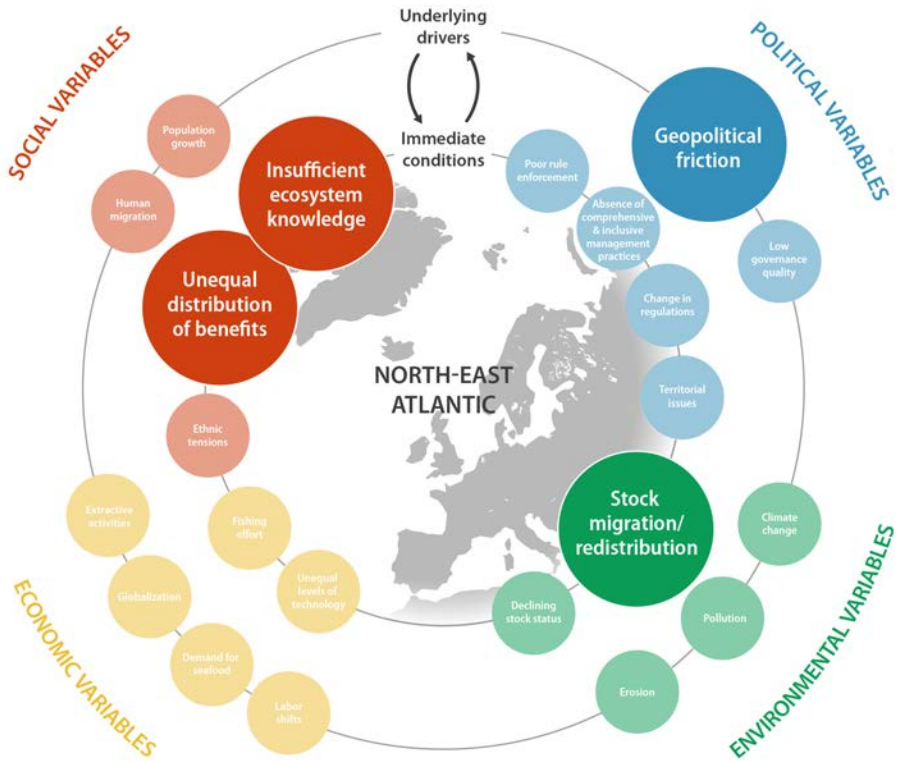 Underlying
drivers
Immediate
conditions
SOCIAL VARIABLES
Population
growth
Human
migration
Insufficient
ecosystem
knowledge
Unequal
distribution
of benefits
Ethnic
tensions
POLITICAL VARIABLES
Geopolitical
friction
Poor rule
enforcement
Absence of
comprehensive
& inclusive
management
practices
Low
governance
quality
Change in
regulations
Territorial
issues
NORTH-EAST
ATLANTIC
ECONOMIC VARIABLES
Extractive
activities
Fishing
effort
Globalization
Unequal
levels of
technology
Demand for
seafood
Labor
shifts
ENVIRONMENTAL VARIABLES
Stock
migration/
redistribution
Climate
change
Declining
stock status
Pollution
Erosion